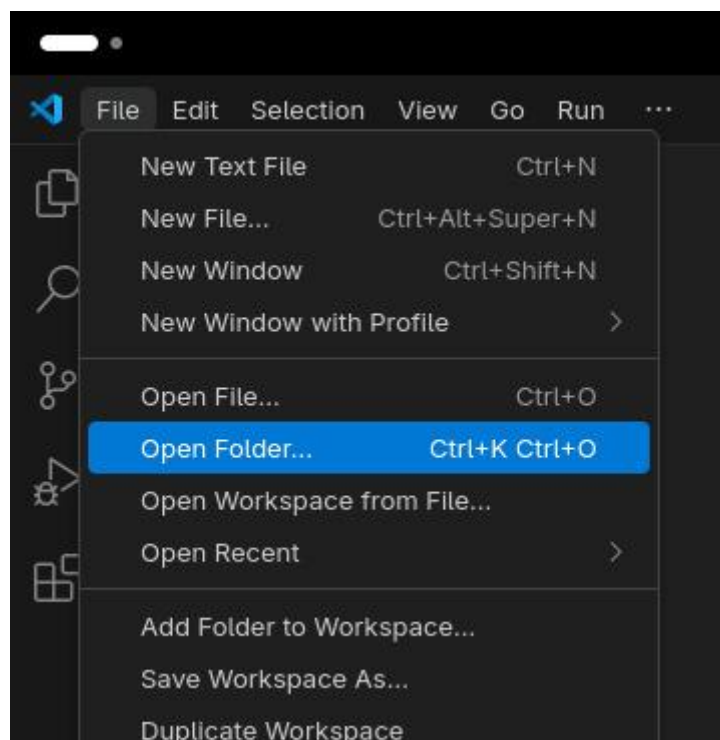 File Edit Selection View Go Run ···
New Text File Ctrl+N
New File... Ctrl+Alt+Super+N
New Window Ctrl+Shift+N
New Window with Profile
Open File... Ctrl+O
Open Folder... Ctrl+K Ctrl+O
Open Workspace from File...
Open Recent
Add Folder to Workspace...
Save Workspace As...
Duplicate Workspace